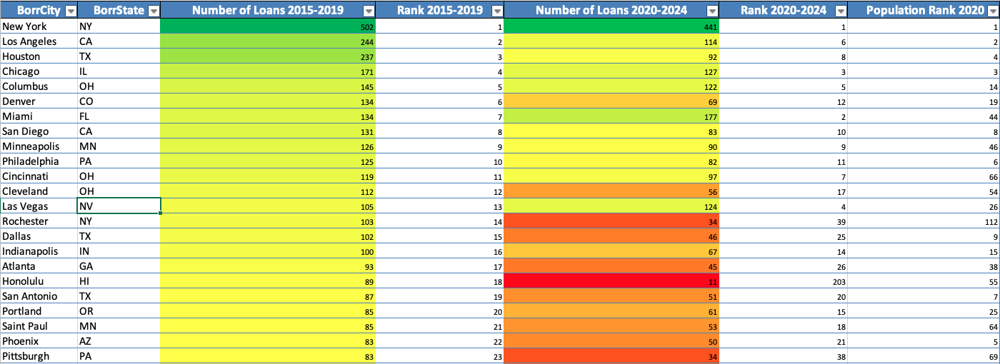 BorrCity BorrState Number of Loans 2015-2019 Rank 2015-2019 Number of Loans 2020-2024 Rank 2020-2024 Population Rank 2020
New York NY 502 1 441 1 1
Los Angeles CA 244 2 114 6 2
Houston TX 237 3 92 8 4
Chicago IL 171 4 127 3 3
Columbus OH 145 5 122 5 14
Denver CO 134 6 69 12 19
Miami FL 134 7 177 2 44
San Diego CA 131 8 83 10 8
Minneapolis MN 126 9 90 9 46
Philadelphia PA 125 10 82 11 6
Cincinnati OH 119 11 97 7 66
Cleveland OH 112 12 56 17 54
Las Vegas NV 105 13 124 4 26
Rochester NY 103 14 34 39 112
Dallas TX 102 15 46 25 9
Indianapolis IN 100 16 67 14 15
Atlanta GA 93 17 45 26 38
Honolulu HI 89 18 11 203 55
San Antonio TX 87 19 51 20 7
Portland OR 85 20 61 15 25
Saint Paul MN 85 21 53 18 64
Phoenix AZ 83 22 50 21 5
Pittsburgh PA 83 23 34 38 69